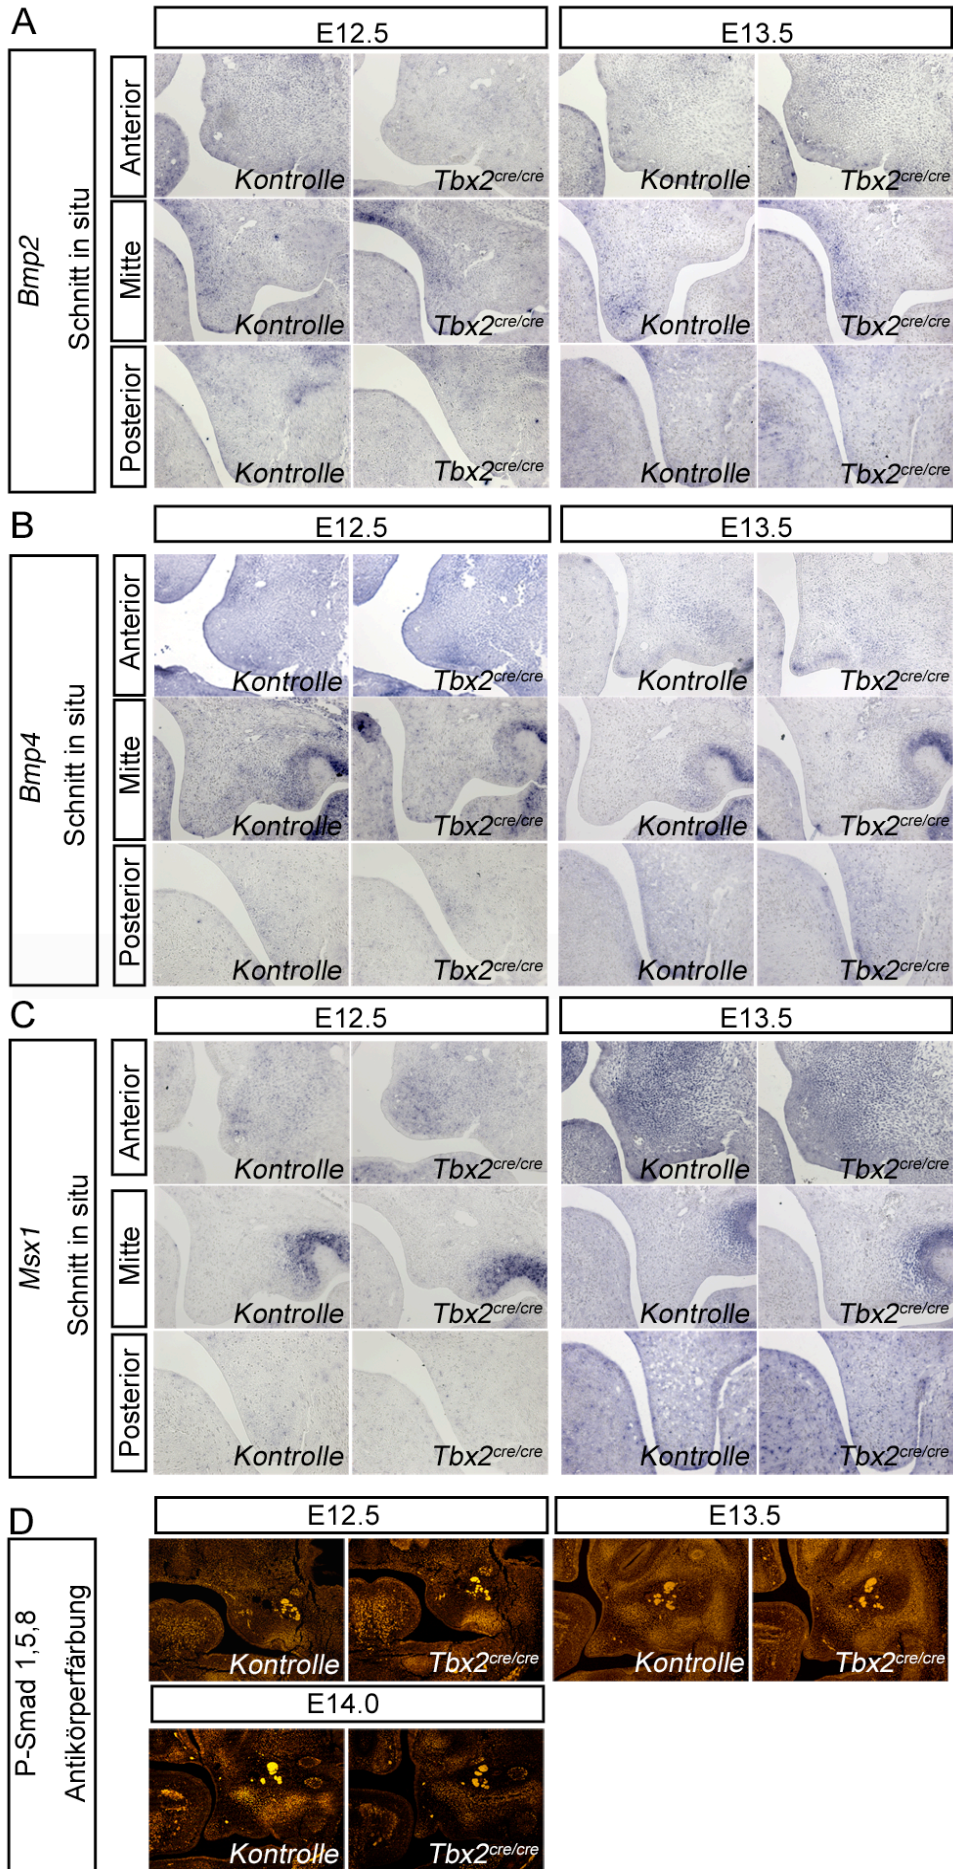 A
E12.5
E13.5
Bmp2
Schnitt in situ
Anterior
Kontrolle
Tbx2cre/cre
Kontrolle
Tbx2cre/cre
Mitte
Kontrolle
Tbx2cre/cre
Kontrolle
Tbx2cre/cre
Posterior
Kontrolle
Tbx2cre/cre
Kontrolle
Tbx2cre/cre
B
E12.5
E13.5
Bmp4
Schnitt in situ
Anterior
Kontrolle
Tbx2cre/cre
Kontrolle
Tbx2cre/cre
Mitte
Kontrolle
Tbx2cre/cre
Kontrolle
Tbx2cre/cre
Posterior
Kontrolle
Tbx2cre/cre
Kontrolle
Tbx2cre/cre
C
E12.5
E13.5
Msx1
Schnitt in situ
Anterior
Kontrolle
Tbx2cre/cre
Kontrolle
Tbx2cre/cre
Mitte
Kontrolle
Tbx2cre/cre
Kontrolle
Tbx2cre/cre
Posterior
Kontrolle
Tbx2cre/cre
Kontrolle
Tbx2cre/cre
D
E12.5
E13.5
P-Smad 1,5,8
Antikörperfärbung
Kontrolle
Tbx2cre/cre
Kontrolle
Tbx2cre/cre
E14.0
Kontrolle
Tbx2cre/cre